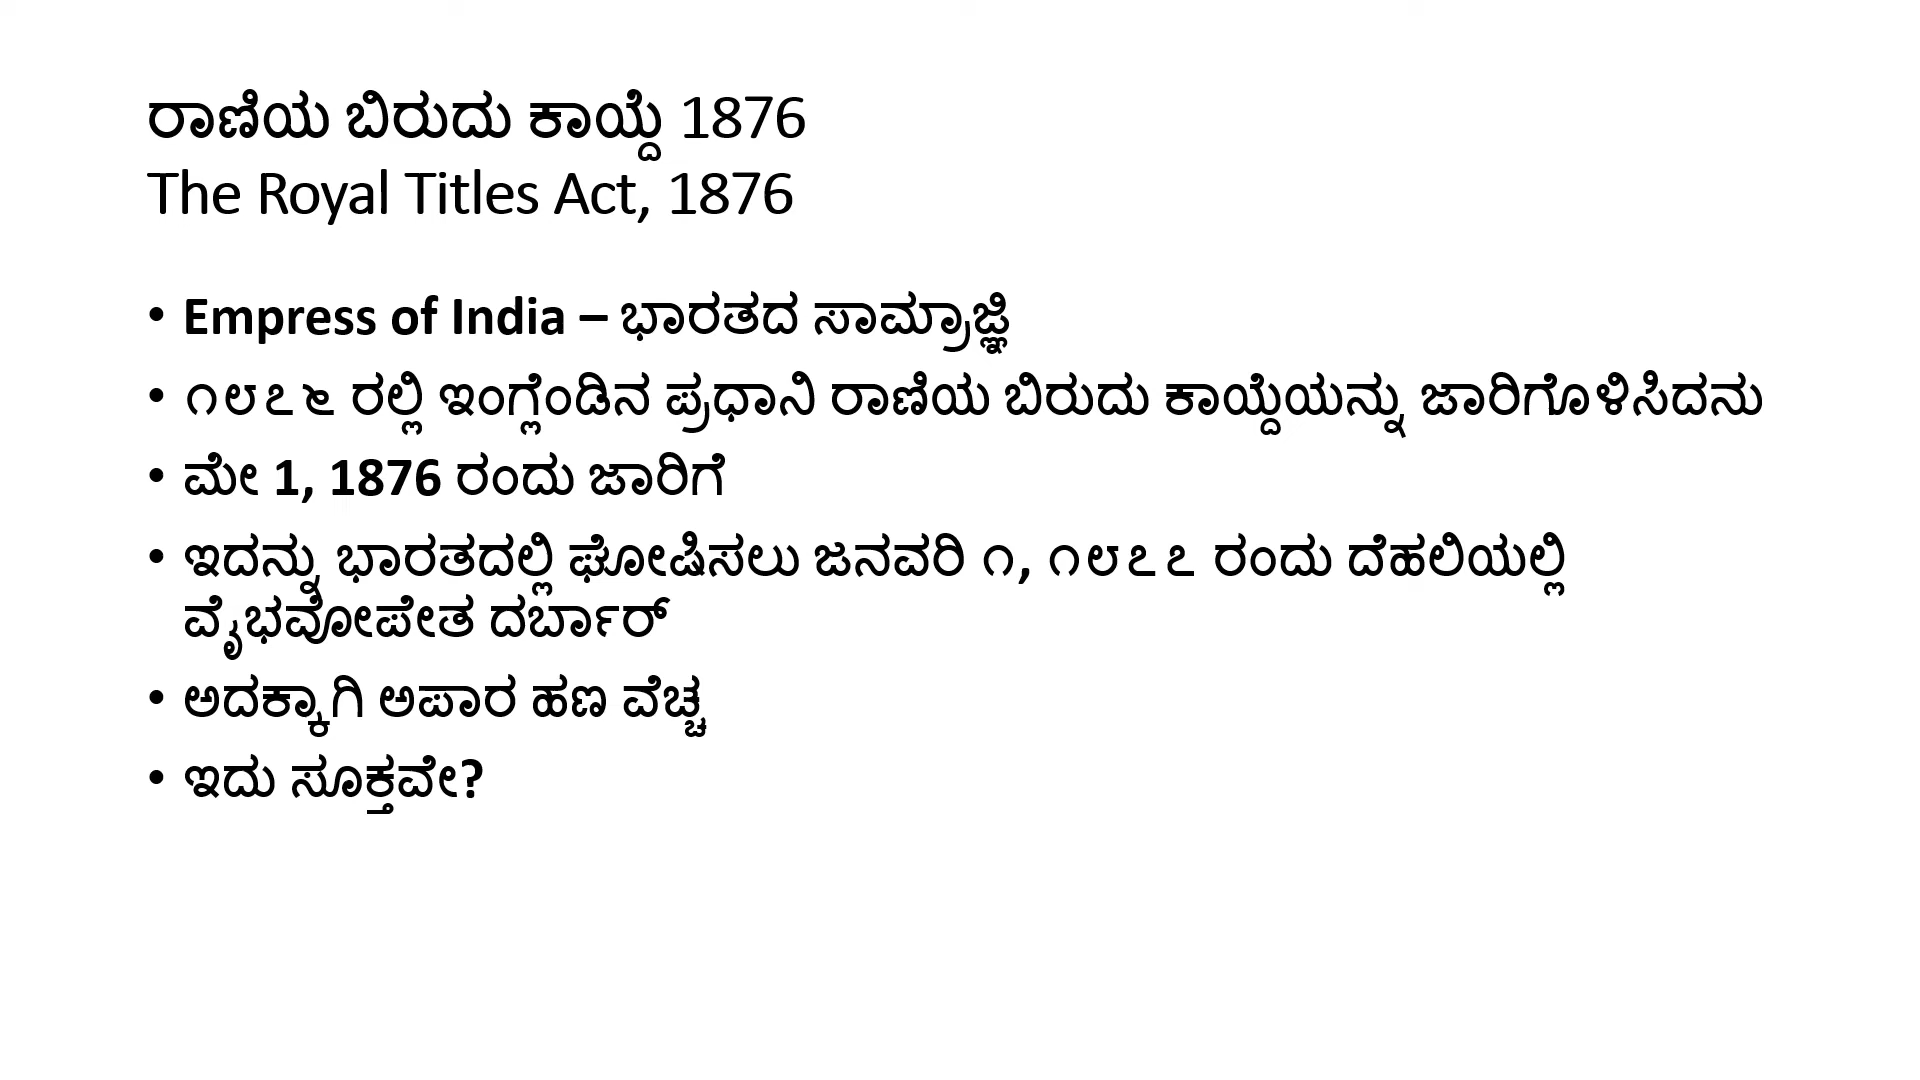 ರಾಣಿಯ ಬಿರುದು ಕಾಯ್ದೆ 1876
The Royal Titles Act, 1876
• Empress of India – ಭಾರತದ ಸಾಮ್ರಾಜ್ಞಿ
• ೧೮೭೬ ರಲ್ಲಿ ಇಂಗ್ಲೆಂಡಿನ ಪ್ರಧಾನಿ ರಾಣಿಯ ಬಿರುದು ಕಾಯ್ದೆಯನ್ನು ಜಾರಿಗೊಳಿಸಿದನು
• ಮೇ 1, 1876 ರಂದು ಜಾರಿಗೆ
• ಇದನ್ನು ಭಾರತದಲ್ಲಿ ಘೋಷಿಸಲು ಜನವರಿ ೧, ೧೮೭೭ ರಂದು ದೆಹಲಿಯಲ್ಲಿ
ವೈಭವೋಪೇತ ದರ್ಬಾರ್
• ಅದಕ್ಕಾಗಿ ಅಪಾರ ಹಣ ವೆಚ್ಚ
• ಇದು ಸೂಕ್ತವೇ?